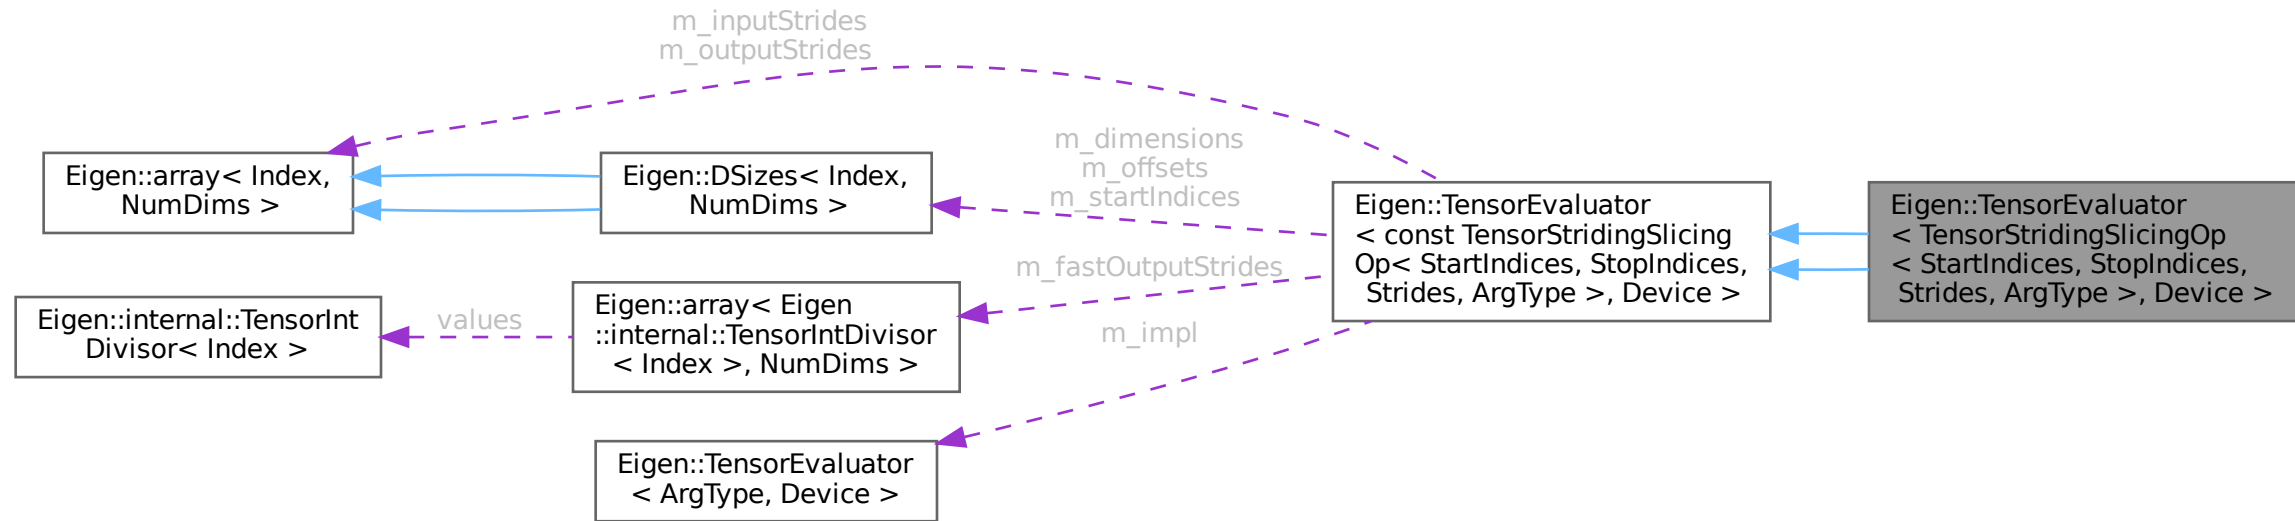 m_inputStrides
m_outputStrides
Eigen::array< Index,
NumDims >
Eigen::DSizes< Index,
NumDims >
m_dimensions
m_offsets
m_startIndices
Eigen::TensorEvaluator
< const TensorStridingSlicing
Op< StartIndices, StopIndices,
Strides, ArgType >, Device >
Eigen::TensorEvaluator
< TensorStridingSlicingOp
< StartIndices, StopIndices,
Strides, ArgType >, Device >
m_fastOutputStrides
Eigen::internal::TensorInt
Divisor< Index >
values
Eigen::array< Eigen
::internal::TensorIntDivisor
< Index >, NumDims >
m_impl
Eigen::TensorEvaluator
< ArgType, Device >